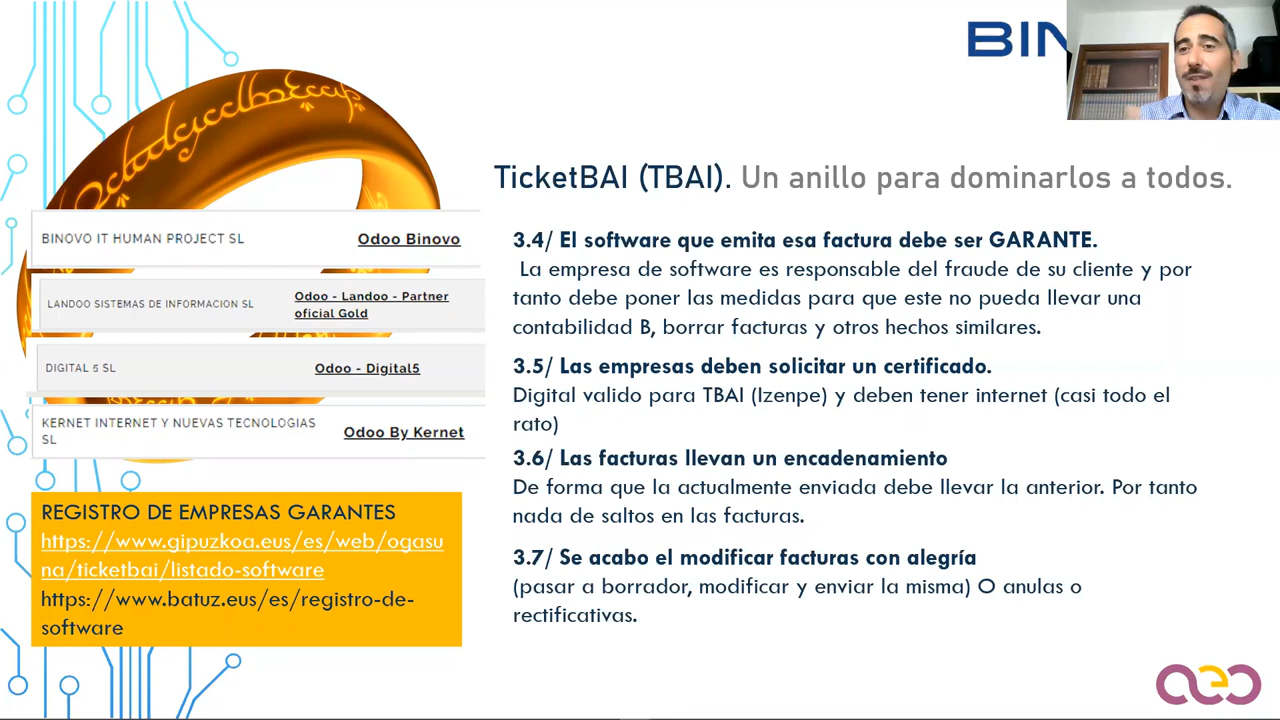 BIN
TicketBAI (TBAI). Un anillo para dominarlos a todos.
BINOVO IT HUMAN PROJECT SL
Odoo Binovo
LANDOO SISTEMAS DE INFORMACION SL
Odoo - Landoo - Partner
oficial Gold
DIGITAL 5 SL
Odoo - Digital5
KERNET INTERNET Y NUEVAS TECNOLOGIAS
SL
Odoo By Kernet
REGISTRO DE EMPRESAS GARANTES
https://www.gipuzkoa.eus/es/web/ogasu
na/ticketbai/listado-software
https://www.batuz.eus/es/registro-de-
software
3.4/ El software que emita esa factura debe ser GARANTE.
La empresa de software es responsable del fraude de su cliente y por
tanto debe poner las medidas para que este no pueda llevar una
contabilidad B, borrar facturas y otros hechos similares.
3.5/ Las empresas deben solicitar un certificado.
Digital valido para TBAI (Izenpe) y deben tener internet (casi todo el
rato)
3.6/ Las facturas llevan un encadenamiento
De forma que la actualmente enviada debe llevar la anterior. Por tanto
nada de saltos en las facturas.
3.7/ Se acabo el modificar facturas con alegría
(pasar a borrador, modificar y enviar la misma) O anulas o
rectificativas.
aeo